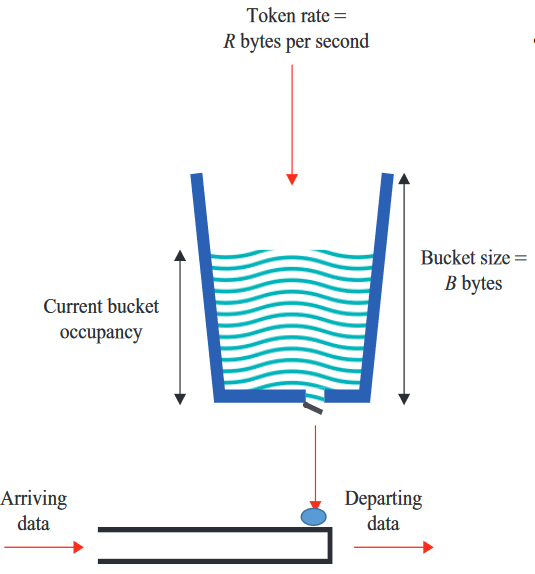 Token rate =
R bytes per second
Bucket size =
B bytes
Current bucket
occupancy
Arriving
data
Departing
data